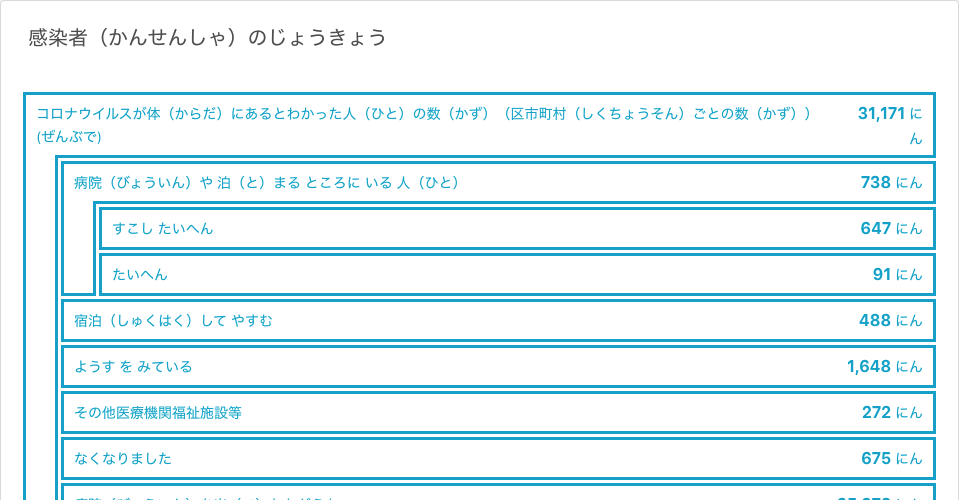 感染者（かんせんしゃ）のじょうきょう
コロナウイルスが体（からだ）にあるとわかった人（ひと）の数（かず）（区市町村（しくちょうそん）ごとの数（かず））
(ぜんぶで)
31,171 に
ん
病院（びょういん）や 泊（と）まる ところに いる 人（ひと） 738 にん
すこし たいへん 647 にん
たいへん 91 にん
宿泊（しゅくはく）して やすむ 488 にん
ようす を みている 1,648 にん
その他医療機関福祉施設等 272 にん
なくなりました 675 にん